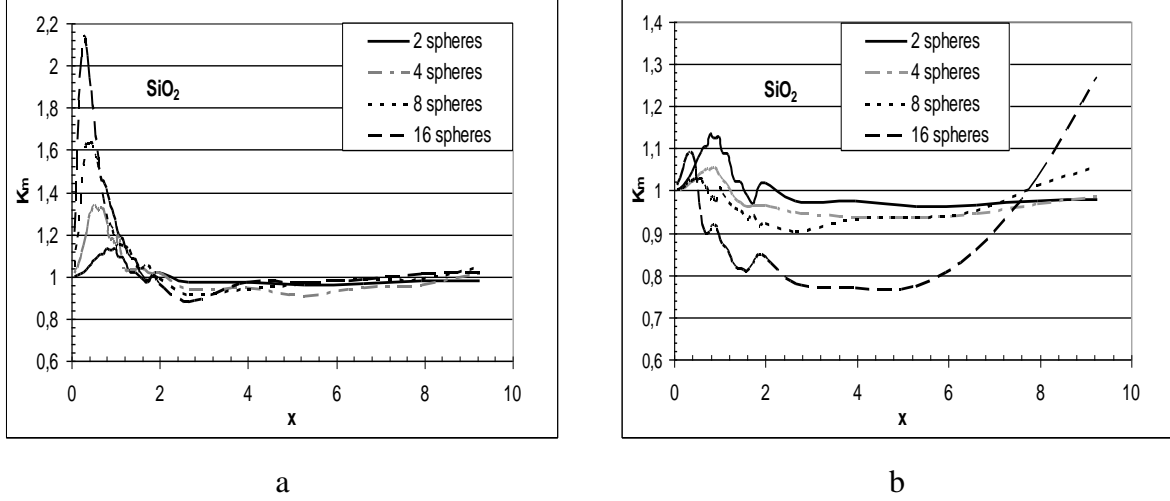 2,2
2
1,8
1,6
1,4
1,2
1
0,8
0,6
Km
SiO2
2 spheres
4 spheres
8 spheres
16 spheres
0 2 4 6 8 10
x
a
1,4
1,3
1,2
1,1
1
0,9
0,8
0,7
0,6
Km
SiO2
2 spheres
4 spheres
8 spheres
16 spheres
0 2 4 6 8 10
x
b